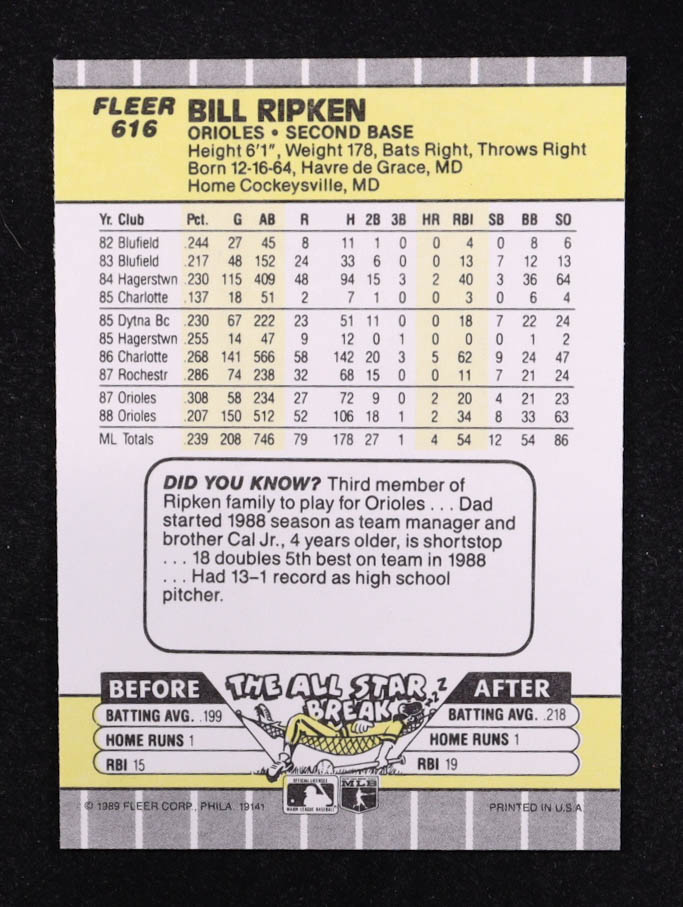 FLEER
616
BILL RIPKEN
ORIOLES • SECOND BASE
Height 6'1", Weight 178, Bats Right, Throws Right
Born 12-16-64, Havre de Grace, MD
Home Cockeysville, MD
Yr. Club Pct. G AB R H 2B 3B HR RBI SB BB SO
82 Blufield .244 27 45 8 11 1 0 0 4 0 8 6
83 Blufield .217 48 152 24 33 6 0 0 13 7 12 13
84 Hagerstwn .230 115 409 48 94 15 3 2 40 3 36 64
85 Charlotte .137 18 51 2 7 1 0 0 3 0 6 4
85 Dytna Bc .230 67 222 23 51 11 0 0 18 7 22 24
85 Hagerstwn .255 14 47 9 12 0 1 0 0 0 1 2
86 Charlotte .268 141 566 58 142 20 3 5 62 9 24 47
87 Rochestr .286 74 238 32 68 15 0 0 11 7 21 24
87 Orioles .308 58 234 27 72 9 0 2 20 4 21 23
88 Orioles .207 150 512 52 106 18 1 2 34 8 33 63
ML Totals .239 208 746 79 178 27 1 4 54 12 54 86
DID YOU KNOW? Third member of
Ripken family to play for Orioles . . . Dad
started 1988 season as team manager and
brother Cal Jr., 4 years older, is shortstop
. . . 18 doubles 5th best on team in 1988
. . . Had 13-1 record as high school
pitcher.
BEFORE THE ALL STAR BREAK AFTER
BATTING AVG. .199 BATTING AVG. .218
HOME RUNS 1 HOME RUNS 1
RBI 15 RBI 19
OFFICIAL LICENSEE
MAJOR LEAGUE BASEBALL
MLB
© 1989 FLEER CORP., PHILA. 19141 PRINTED IN U.S.A.